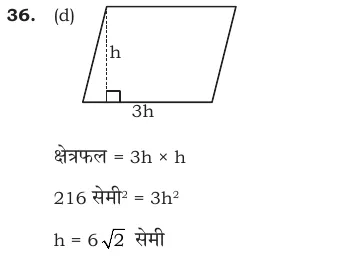 36. (d)
h
3h
क्षेत्रफल = 3h × h
216 सेमी² = 3h²
h = 6√2 सेमी